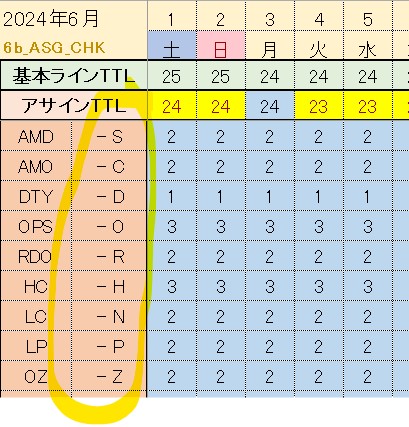 2024年6月 1 2 3 4 5
6b_ASG_CHK 土 日 月 火 水
基本ラインTTL 25 25 24 24 24
アサインTTL 24 24 24 23 23
AMD - S 2 2 2 2 2
AMO - C 2 2 2 2 2
DTY - D 1 1 1 1 1
OPS - O 3 3 3 3 3
RDO - R 2 2 2 2 2
HC - H 3 3 3 3 3
LC - N 2 2 2 2 2
LP - P 2 2 2 2 2
OZ - Z 2 2 2 2 2